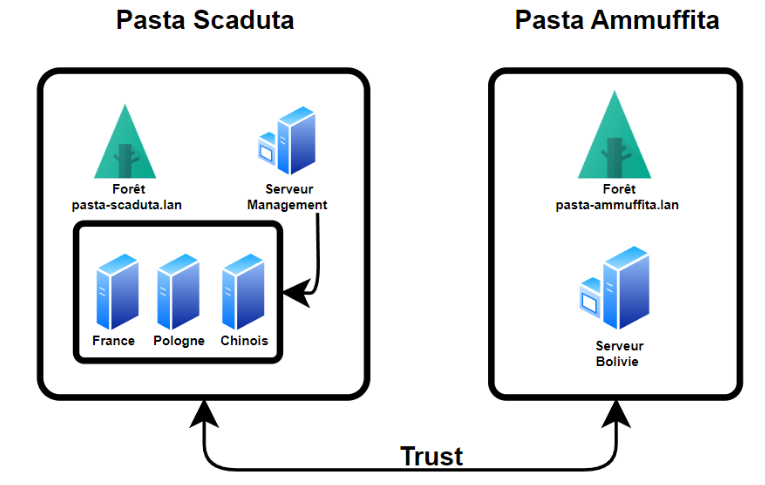 Pasta Scaduta
Pasta Ammuffita
Forêt
pasta-scaduta.lan
Serveur
Management
France
Pologne
Chinois
Forêt
pasta-ammuffita.lan
Serveur
Bolivie
Trust